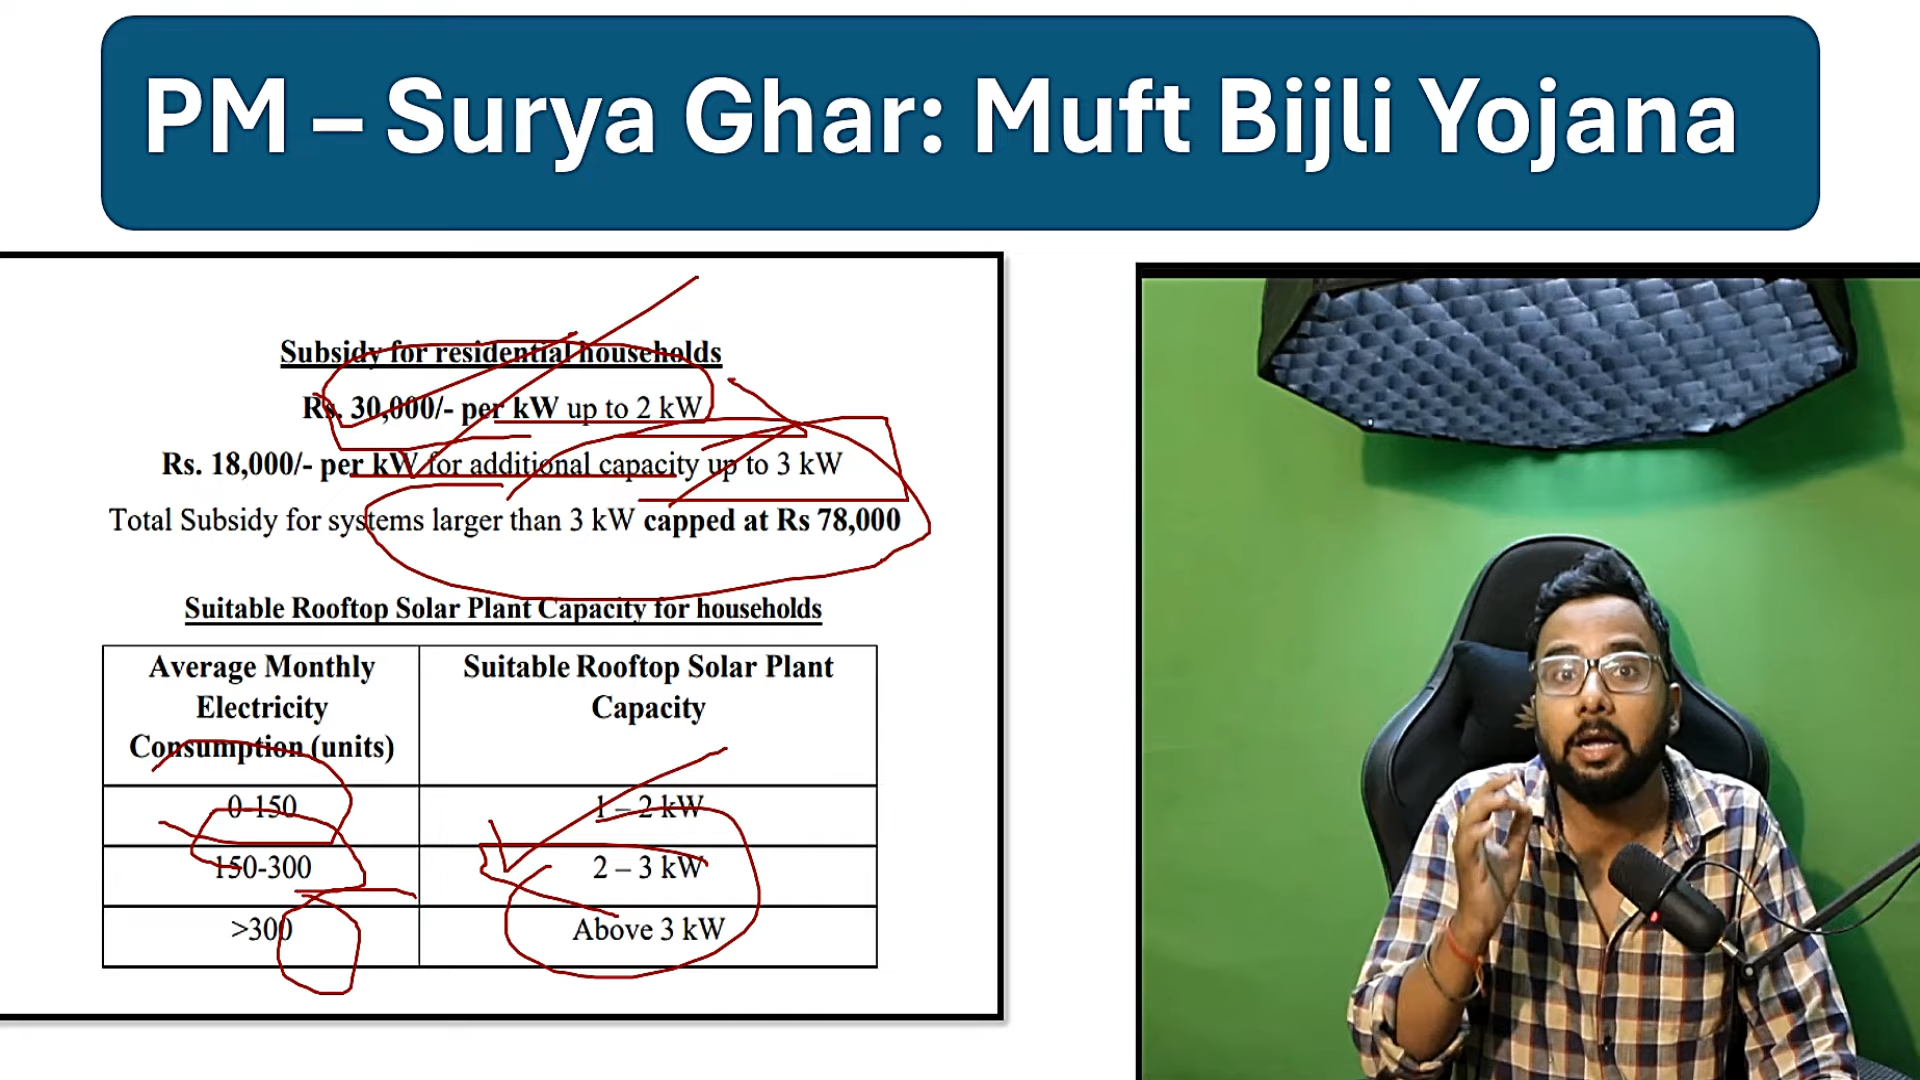 PM – Surya Ghar: Muft Bijli Yojana
Subsidy for residential households
Rs. 30,000/- per kW up to 2 kW
Rs. 18,000/- per kW for additional capacity up to 3 kW
Total Subsidy for systems larger than 3 kW capped at Rs 78,000
Suitable Rooftop Solar Plant Capacity for households
Average Monthly
Electricity
Consumption (units)
Suitable Rooftop Solar Plant
Capacity
0-150
1 – 2 kW
150-300
2 – 3 kW
>300
Above 3 kW